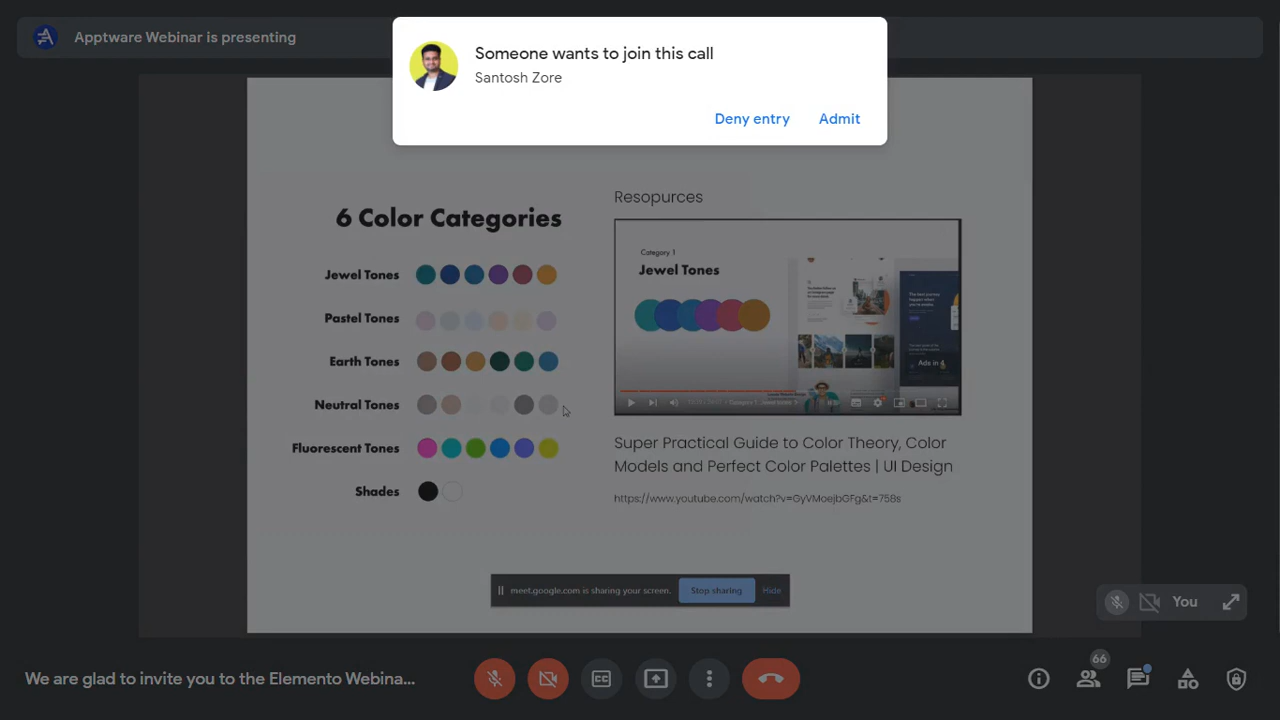 Apptware Webinar is presenting
Someone wants to join this call
Santosh Zore
Deny entry
Admit
6 Color Categories
Jewel Tones
Pastel Tones
Earth Tones
Neutral Tones
Fluorescent Tones
Shades
Resopurces
Category 1
Jewel Tones
Ads in 4
Super Practical Guide to Color Theory, Color
Models and Perfect Color Palettes | UI Design
https://www.youtube.com/watch?v=GyVMoejbGFg&t=758s
meet.google.com is sharing your screen.
Stop sharing
Hide
You
We are glad to invite you to the Elemento Webina...
CC
66